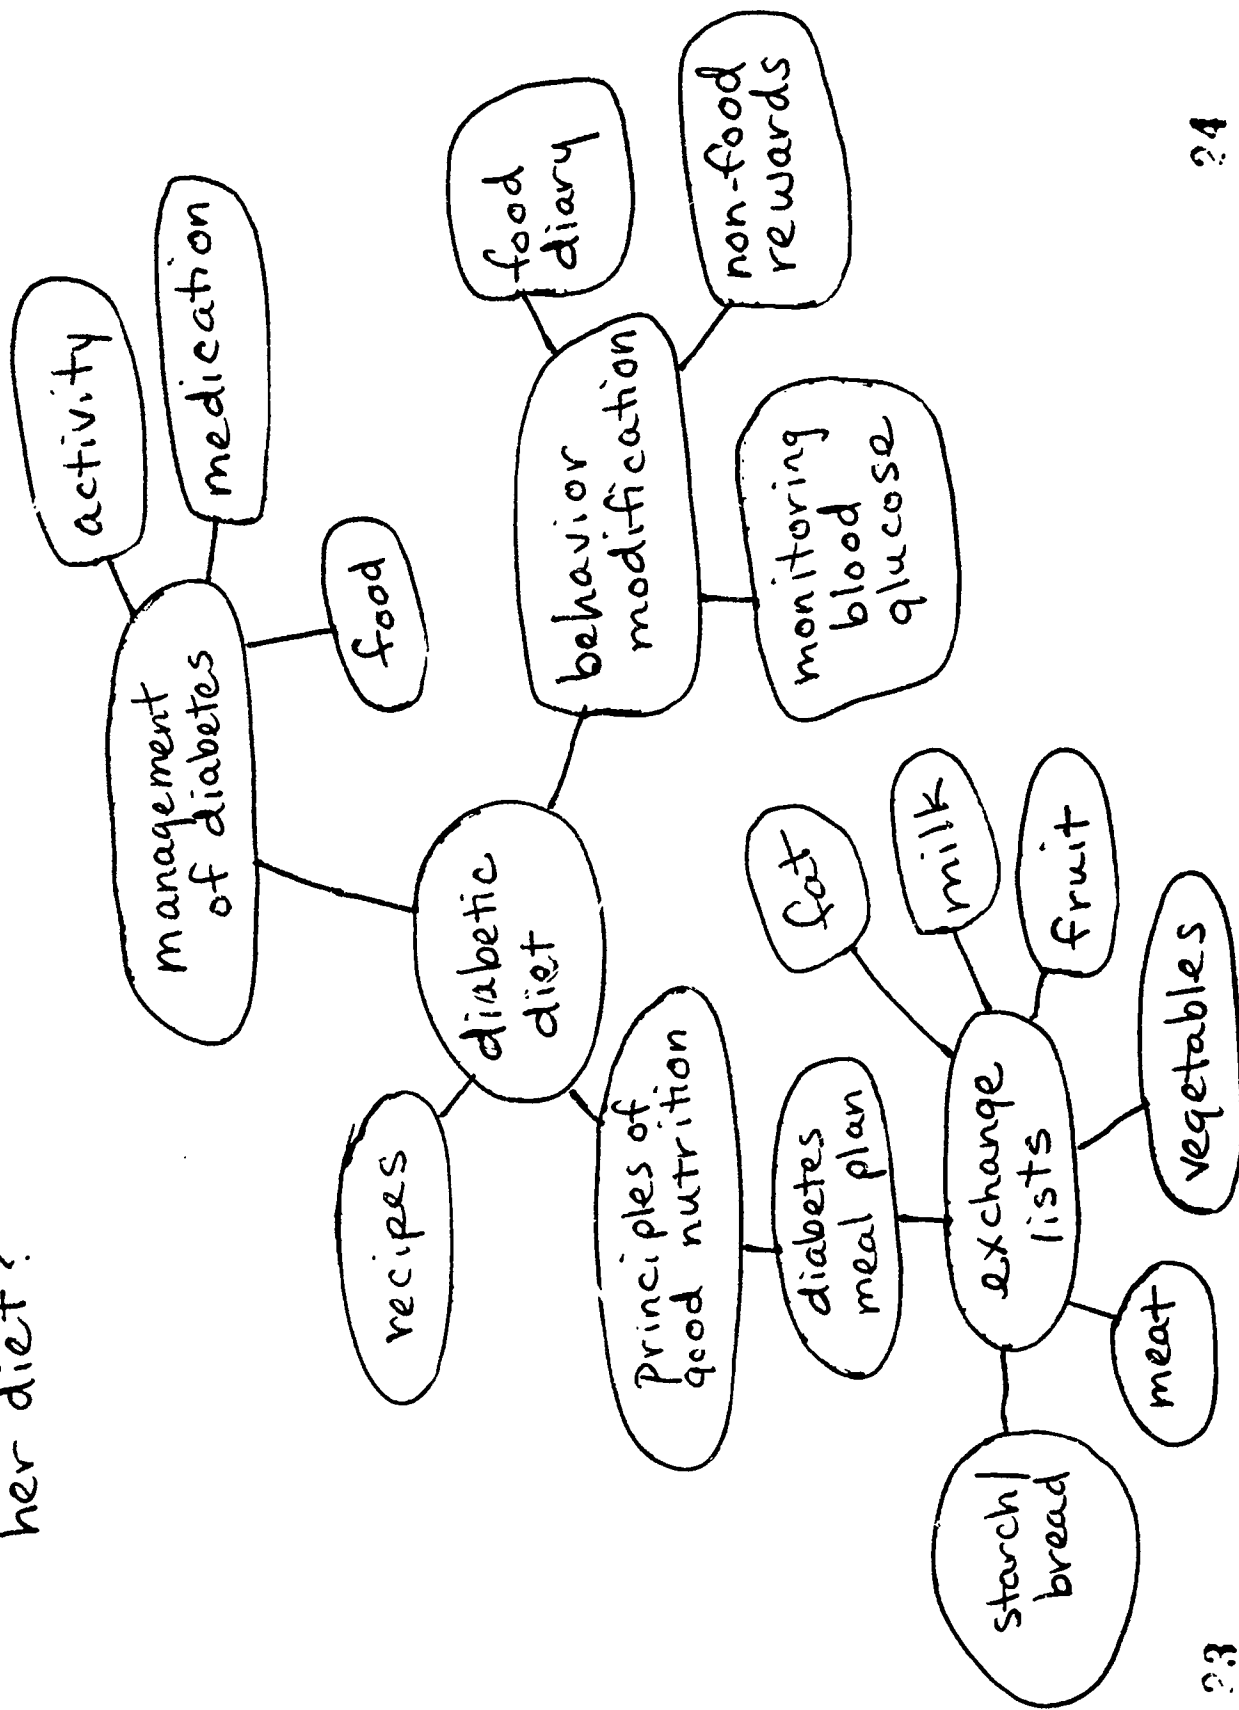 her diet?
activity
medication
management
of diabetes
food
food
diary
non-food
rewards
behavior
modification
monitoring
blood
glucose
diabetic
diet
recipes
Principles of
good nutrition
diabetes
meal plan
fat
milk
fruit
exchange
lists
vegetables
meat
starch/
bread
23
24